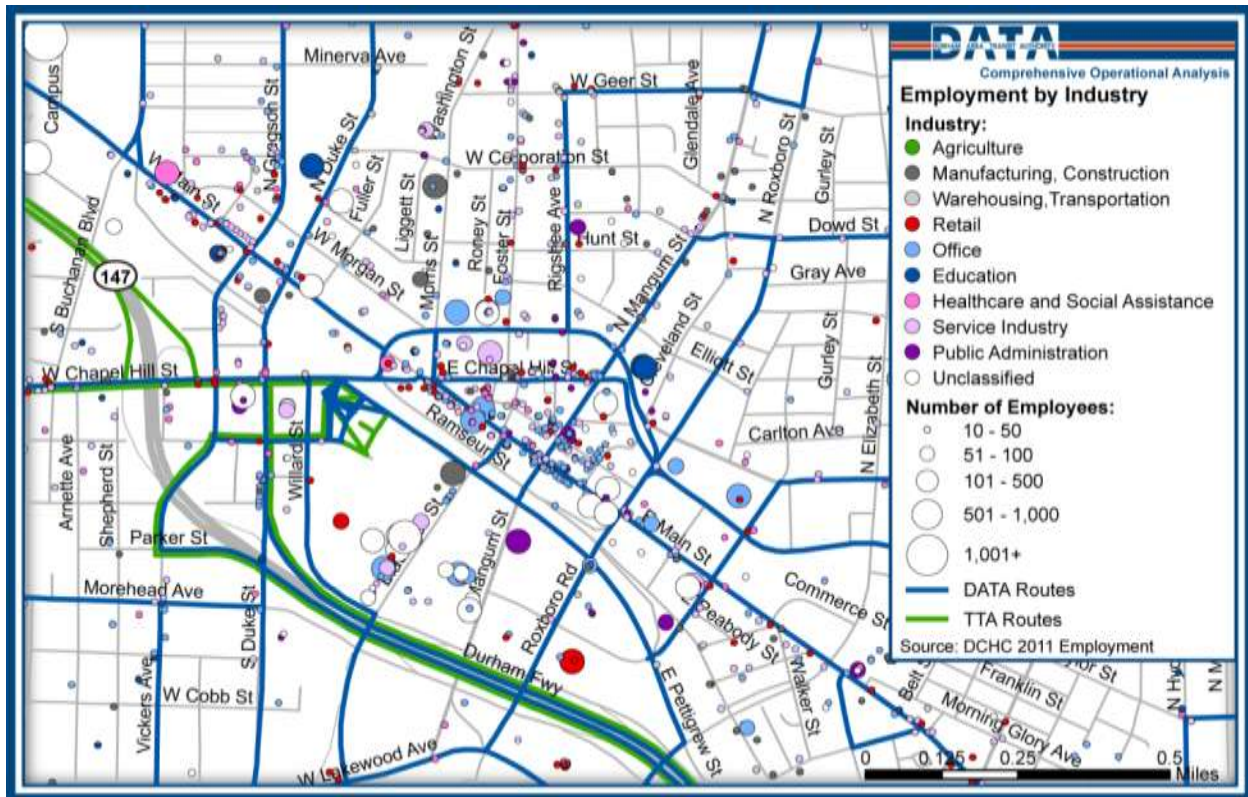 DATA
DURHAM AREA TRANSIT AUTHORITY
Comprehensive Operational Analysis
Employment by Industry
Industry:
Agriculture
Manufacturing, Construction
Warehousing,Transportation
Retail
Office
Education
Healthcare and Social Assistance
Service Industry
Public Administration
Unclassified
Number of Employees:
10 - 50
51 - 100
101 - 500
501 - 1,000
1,001+
DATA Routes
TTA Routes
Source: DCHC 2011 Employment
Campus
Minerva Ave
N Gregson St
N Duke St
W Geer St
Glendale Ave
N Roxboro St
Gurley St
W Corporation St
Fuller St
Liggett St
Roney St
Foster St
Rigsbee Ave
Hunt St
Dowd St
Gray Ave
S Buchanan Blvd
147
W Morgan St
Morris St
N Mangum St
Cleveland St
Elliott St
Gurley St
N Elizabeth St
W Chapel Hill St
E Chapel Hill St
Ramseur St
Carlton Ave
Arnette Ave
Shepherd St
Willard St
Parker St
E Main St
Morehead Ave
S Duke St
Mangum St
Roxboro Rd
Peabody St
Commerce St
Walker St
Durham Fwy
Vickers Ave
W Cobb St
E Pettigrew St
W Lakewood Ave
Belt
Franklin St
Morning Glory Ave
0 0.125 0.25 0.5
Miles